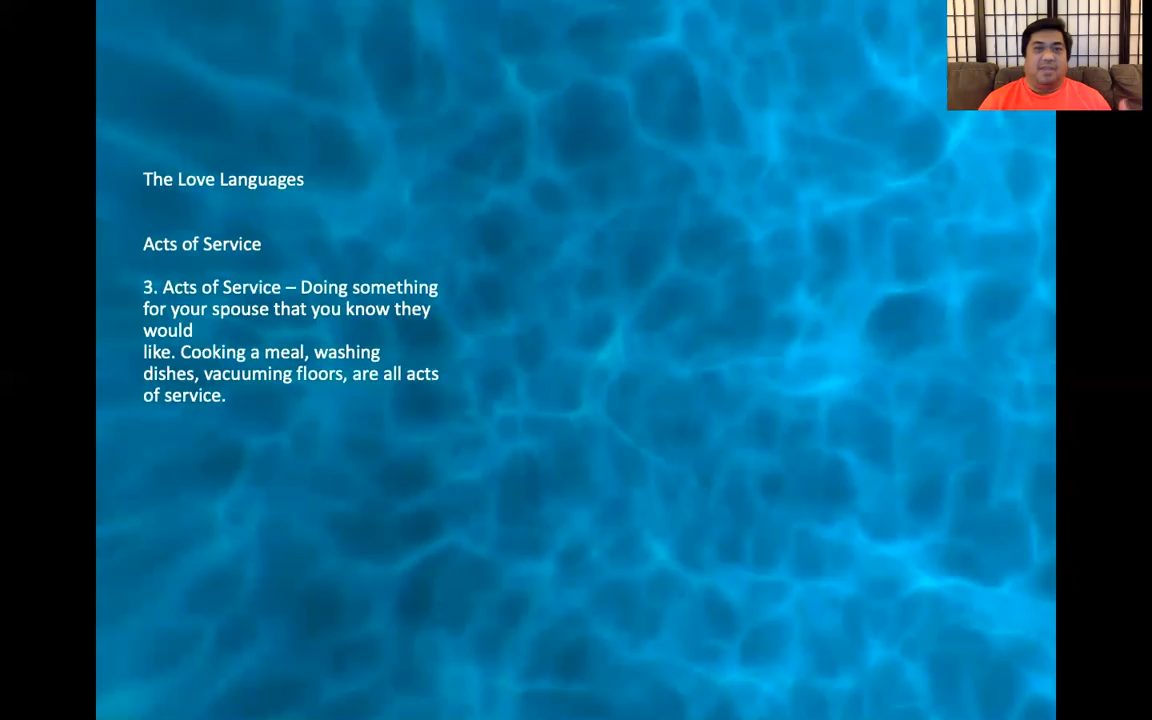 The Love Languages
Acts of Service
3. Acts of Service – Doing something
for your spouse that you know they
would
like. Cooking a meal, washing
dishes, vacuuming floors, are all acts
of service.